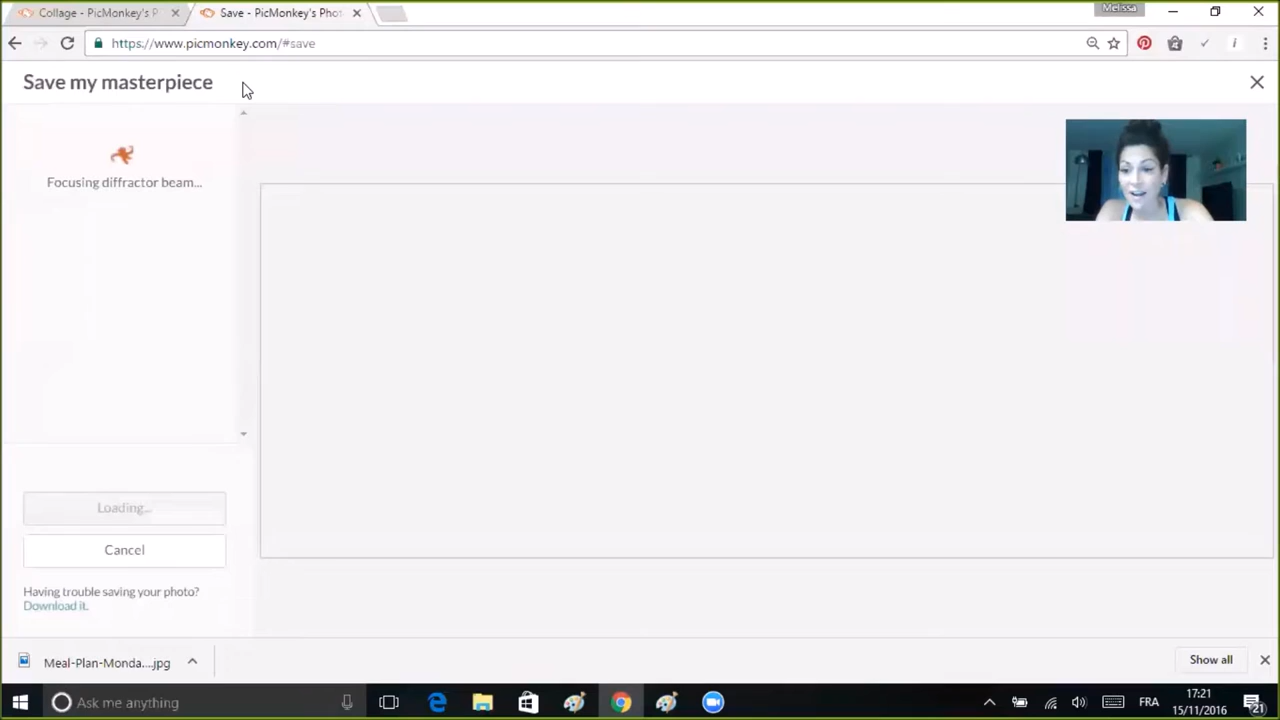 Collage - PicMonkey's P
Save - PicMonkey's Phot
Melissa
https://www.picmonkey.com/#save
Save my masterpiece
Focusing diffractor beam...
Loading...
Cancel
Having trouble saving your photo?
Download it.
Meal-Plan-Monda....jpg
Show all
Ask me anything
FRA
17:21
15/11/2016
21